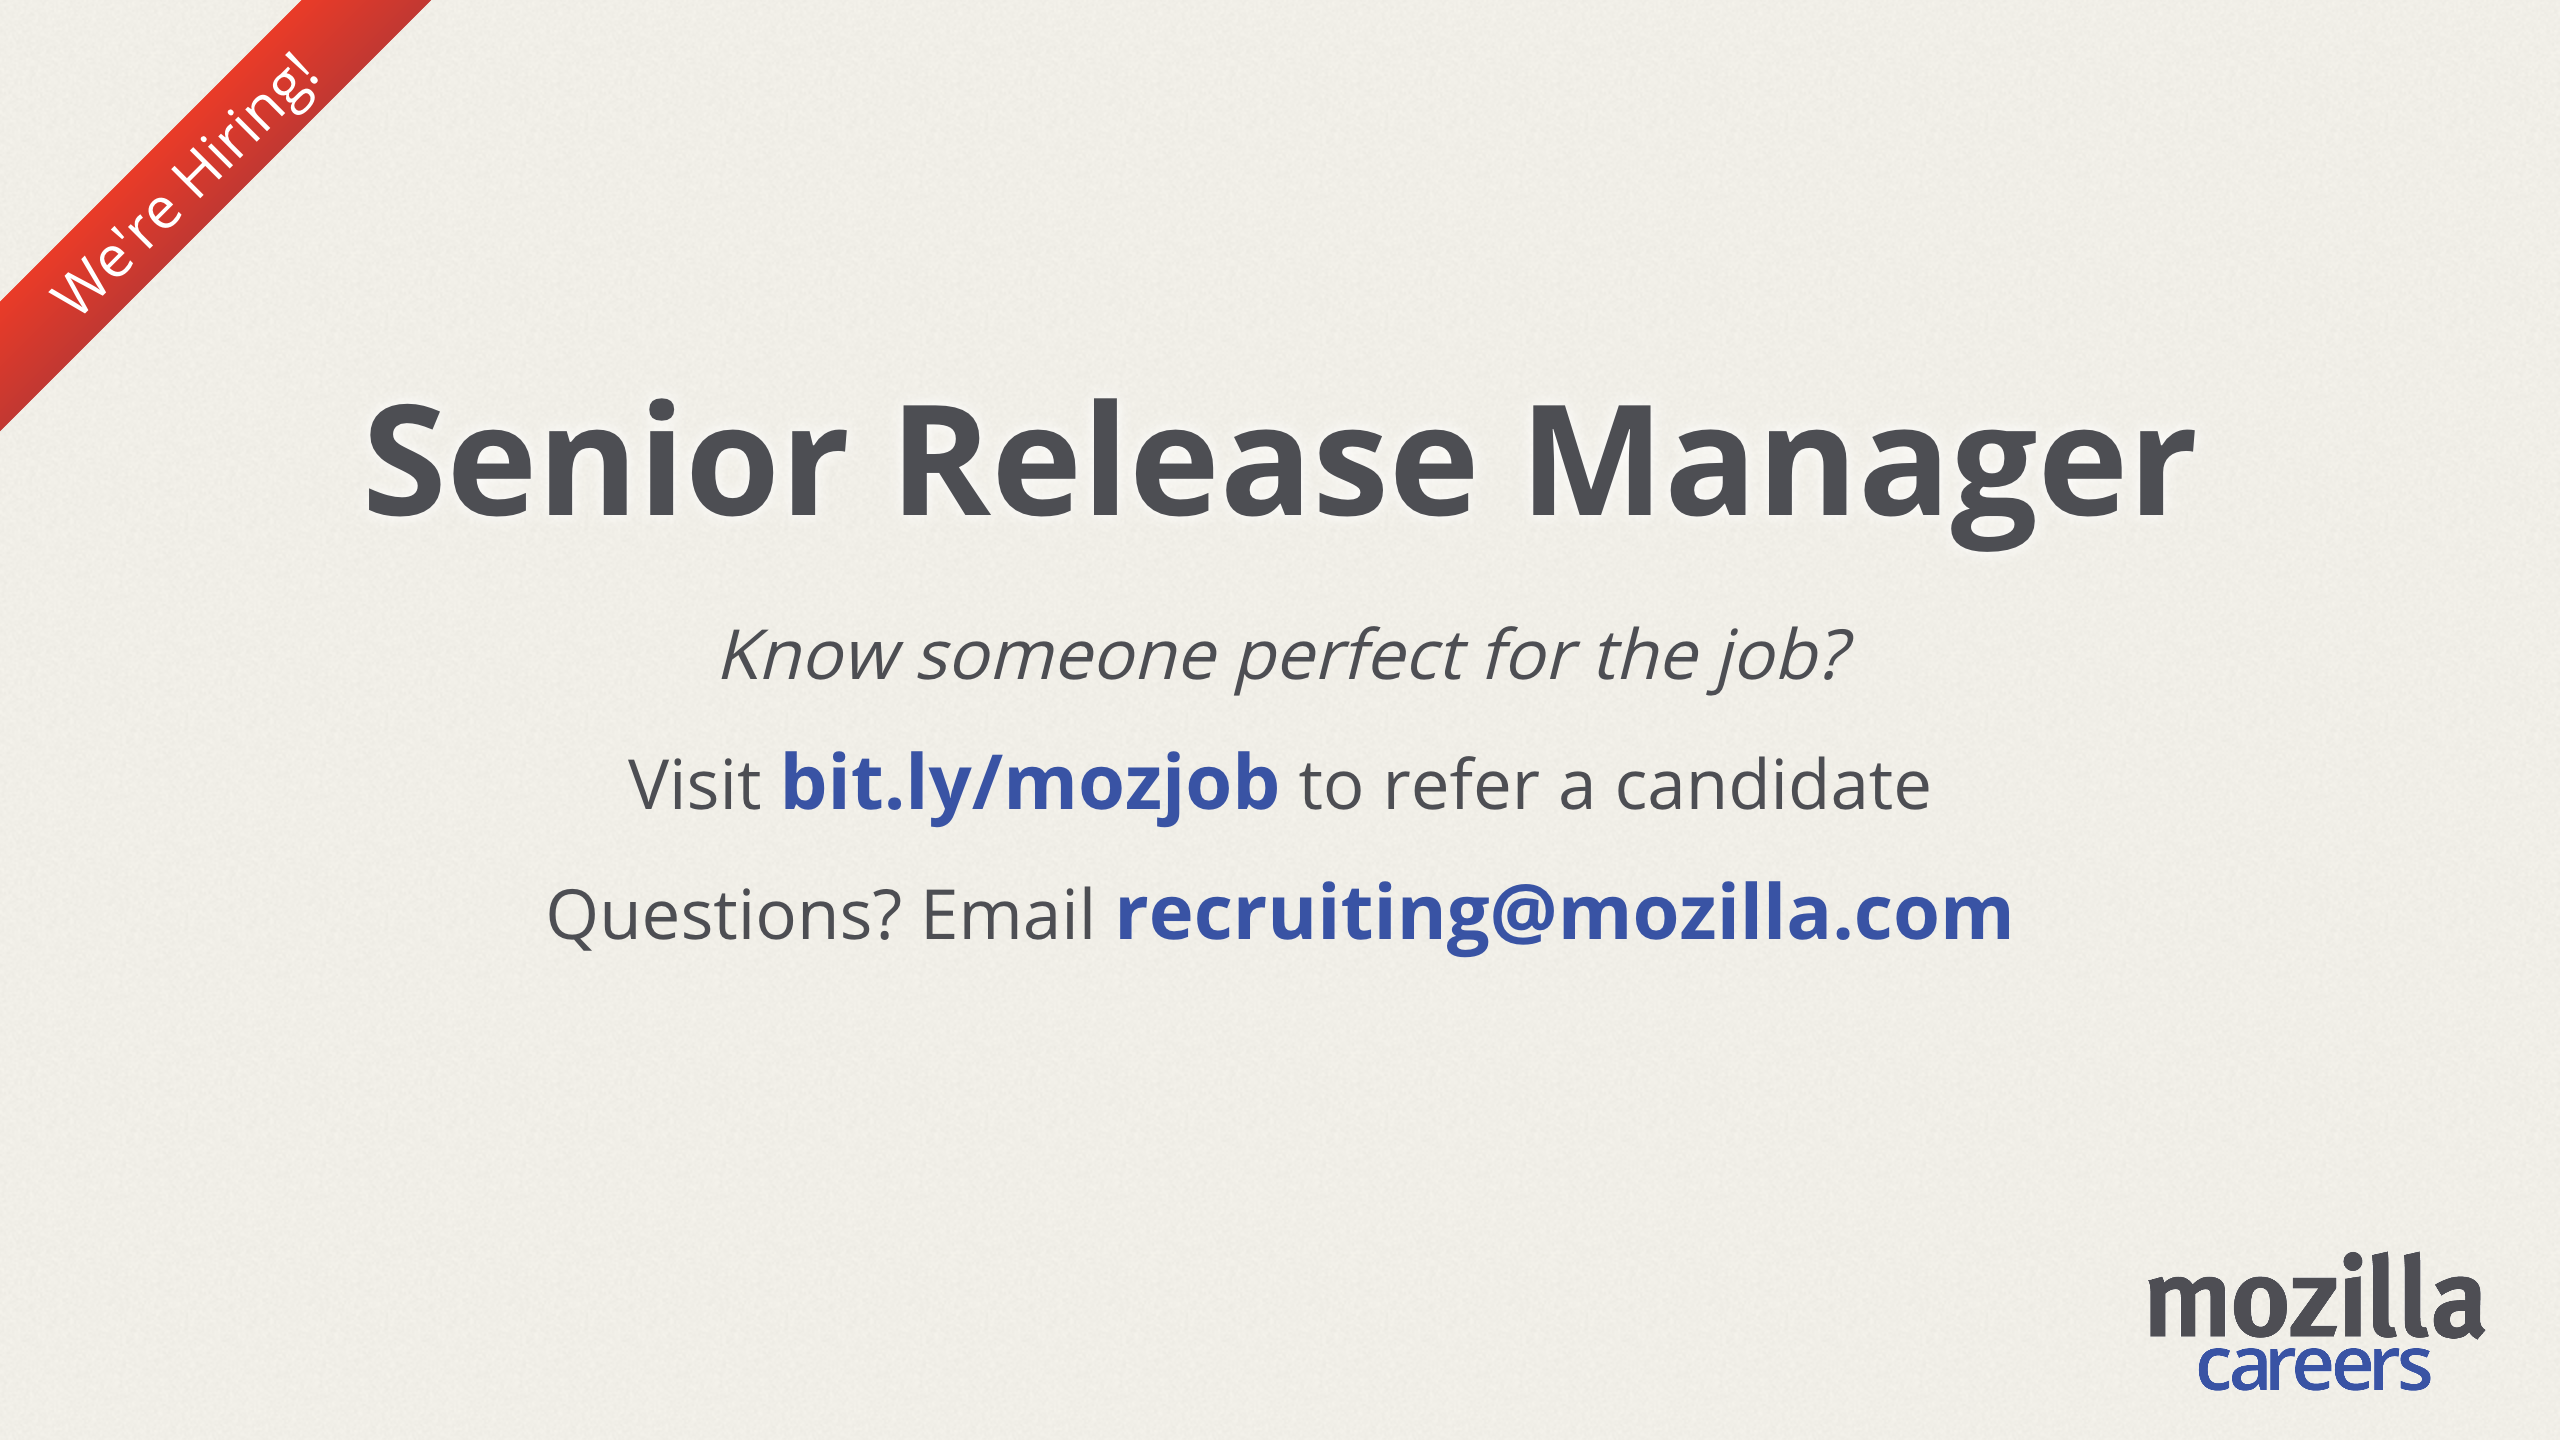 We're Hiring!
Senior Release Manager
Know someone perfect for the job?
Visit bit.ly/mozjob to refer a candidate
Questions? Email recruiting@mozilla.com
mozilla
careers